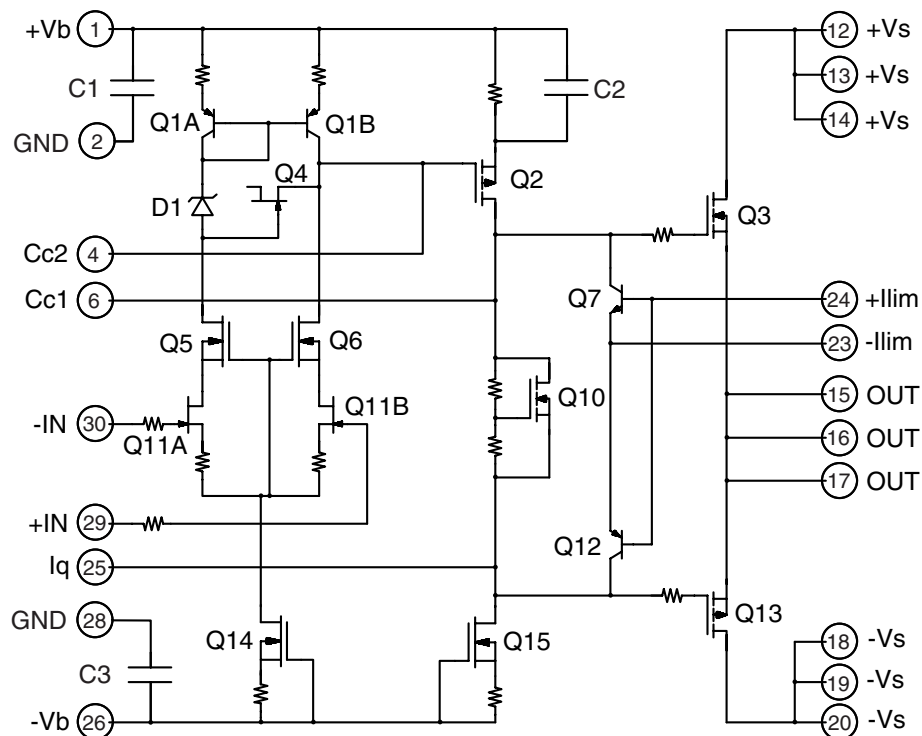 +Vb 1 12 +Vs
C1 C2 13 +Vs
Q1A Q1B 14 +Vs
GND 2
Q4 Q2
D1 Q3
Cc2 4
Cc1 6 Q7 24 +Ilim
Q5 Q6 23 -Ilim
Q10 15 OUT
-IN 30 Q11A Q11B 16 OUT
17 OUT
+IN 29
Iq 25 Q12
GND 28 Q13
Q14 Q15 18 -Vs
C3 19 -Vs
-Vb 26 20 -Vs